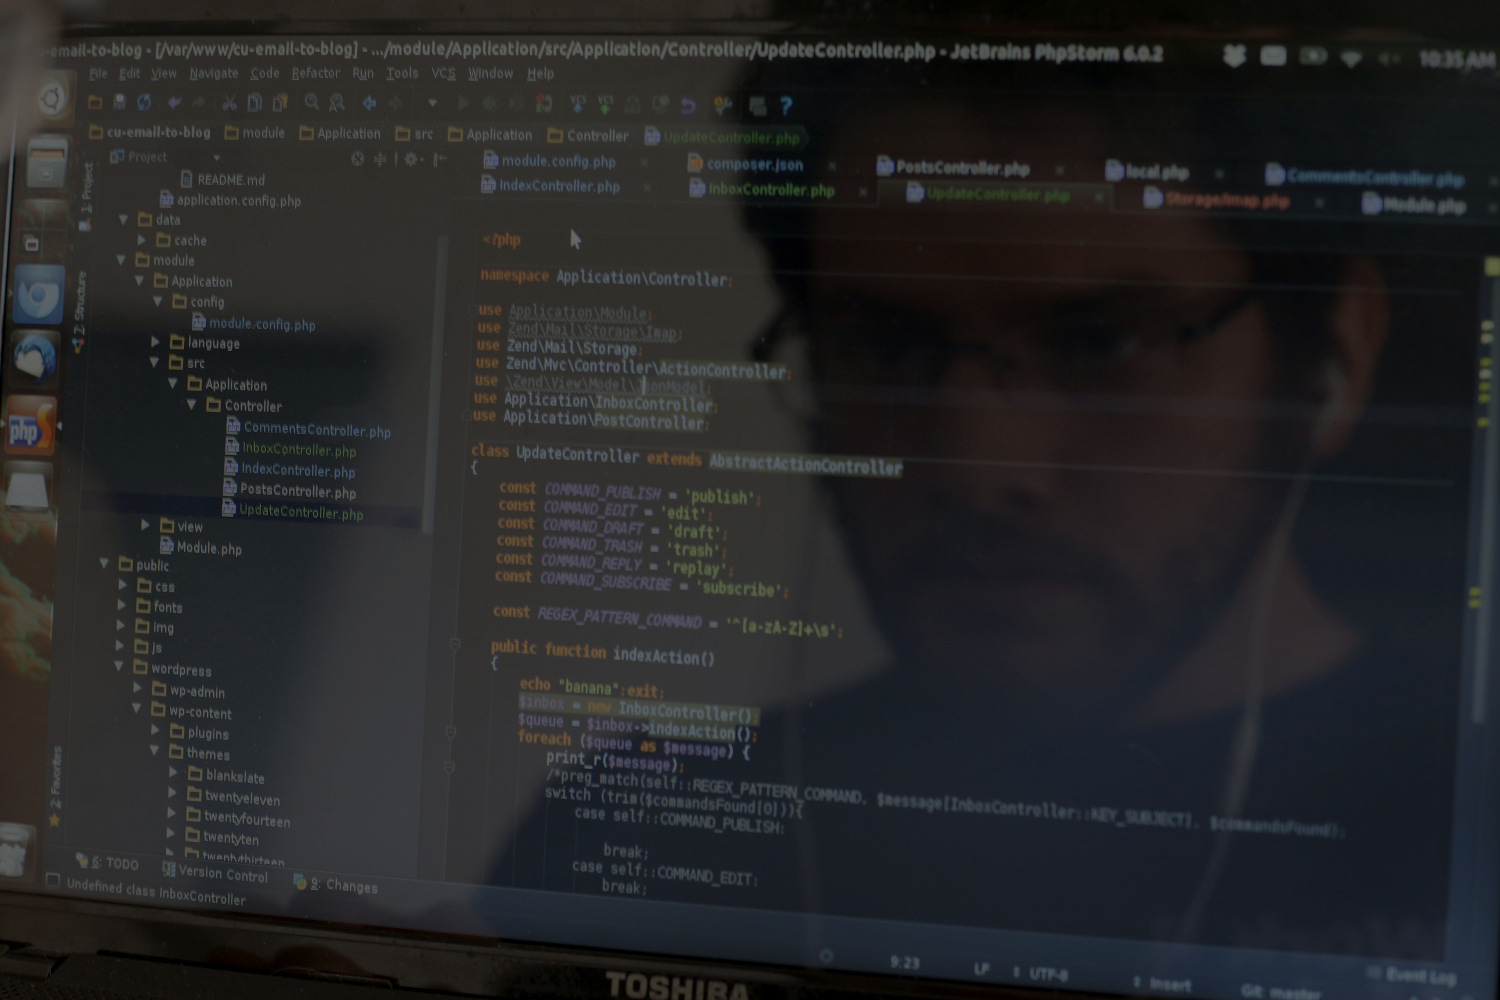 -email-to-blog - [/var/www/cu-email-to-blog] - .../module/Application/src/Application/Controller/UpdateController.php - JetBrains PhpStorm 6.0.2
10:35 AM
File Edit View Navigate Code Refactor Run Tools VCS Window Help
VCS VCS
cu-email-to-blog module Application src Application Controller UpdateController.php
Project
module.config.php composer.json PostsController.php local.php CommentsController.php
IndexController.php InboxController.php UpdateController.php Storage/Imap.php Module.php
1: Project
Z: Structure
2: Favorites
README.md
application.config.php
data
cache
module
Application
config
module.config.php
language
src
Application
Controller
CommentsController.php
InboxController.php
IndexController.php
PostsController.php
UpdateController.php
view
Module.php
public
css
fonts
img
js
wordpress
wp-admin
wp-content
plugins
themes
blankslate
twentyeleven
twentyfourteen
twentyten
twentythirteen
php
<?php
namespace Application\Controller;
use Application\Module;
use Zend\Mail\Storage\Imap;
use Zend\Mail\Storage;
use Zend\Mvc\Controller\ActionController;
use \Zend\View\Model\JsonModel;
use Application\InboxController;
use Application\PostController;
class UpdateController extends AbstractActionController
{
const COMMAND_PUBLISH = 'publish';
const COMMAND_EDIT = 'edit';
const COMMAND_DRAFT = 'draft';
const COMMAND_TRASH = 'trash';
const COMMAND_REPLY = 'replay';
const COMMAND_SUBSCRIBE = 'subscribe';
const REGEX_PATTERN_COMMAND = '^[a-zA-Z]+\s';
public function indexAction()
{
echo "banana";exit;
$inbox = new InboxController();
$queue = $inbox->indexAction();
foreach ($queue as $message) {
print_r($message);
/*preg_match(self::REGEX_PATTERN_COMMAND, $message[InboxController::KEY_SUBJECT], $commandsFound);
switch (trim($commandsFound[0])){
case self::COMMAND_PUBLISH:
break;
case self::COMMAND_EDIT:
break;
6: TODO Version Control 9: Changes
Event Log
Undefined class InboxController
9:23 LF UTF-8 Insert Git: master
TOSHIBA